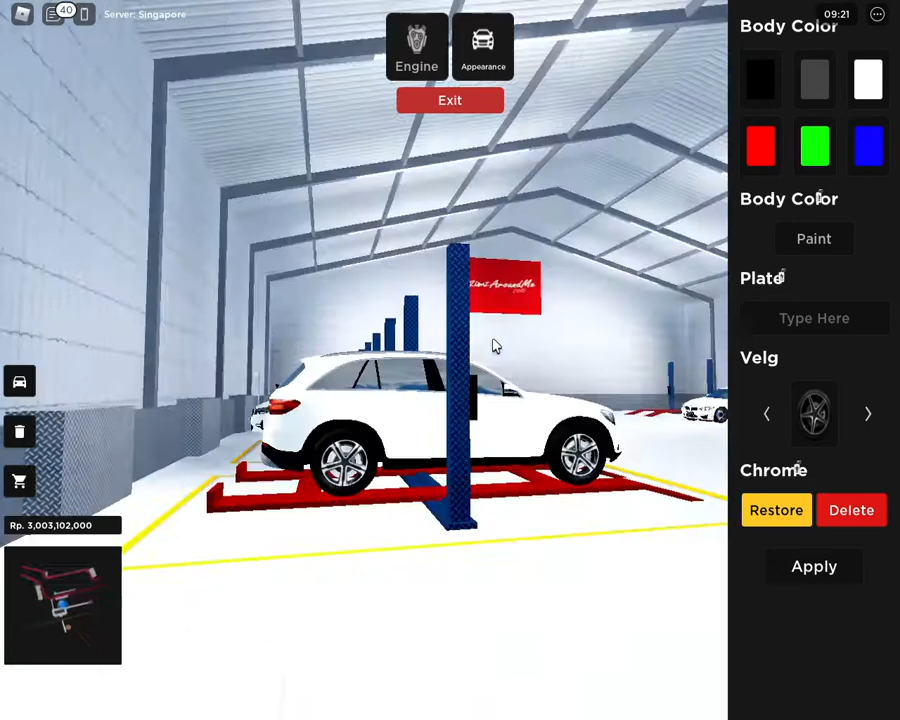 40
Server: Singapore
09:21
Engine
Appearance
Exit
Body Color
Body Color
Paint
Plate
Type Here
Velg
Chrome
Restore
Delete
Apply
Rp. 3,003,102,000